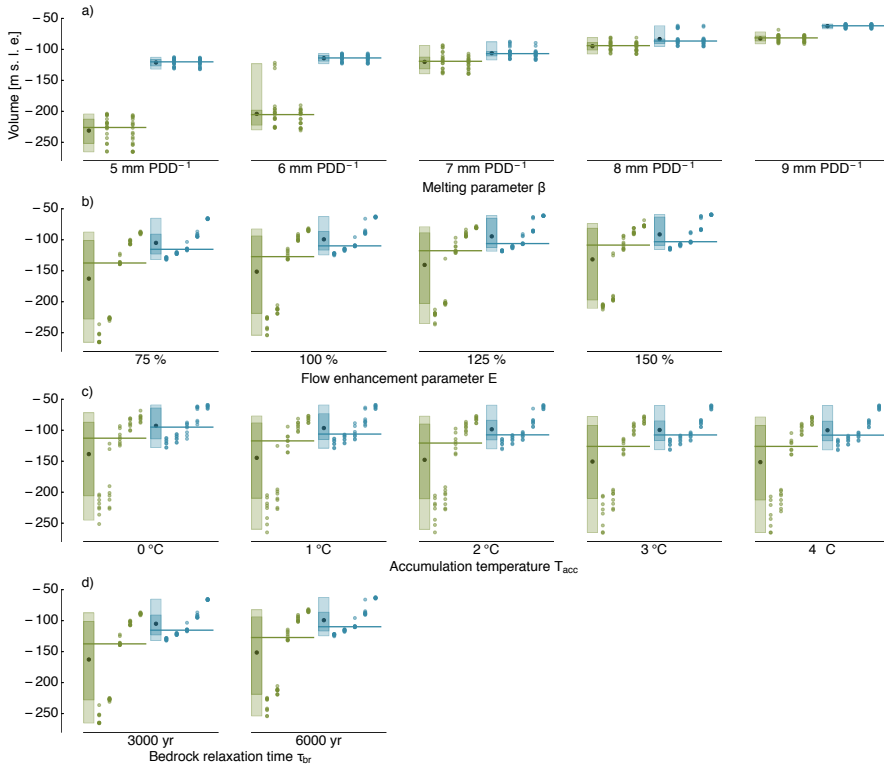 a)
−50
−100
−150
−200
−250
Volume [m s. l. e.]
5 mm PDD⁻¹ 6 mm PDD⁻¹ 7 mm PDD⁻¹ 8 mm PDD⁻¹ 9 mm PDD⁻¹
Melting parameter β
b)
−50
−100
−150
−200
−250
75 % 100 % 125 % 150 %
Flow enhancement parameter E
c)
−50
−100
−150
−200
−250
0 °C 1 °C 2 °C 3 °C 4 C
Accumulation temperature T_acc
d)
−50
−100
−150
−200
−250
3000 yr 6000 yr
Bedrock relaxation time τ_br